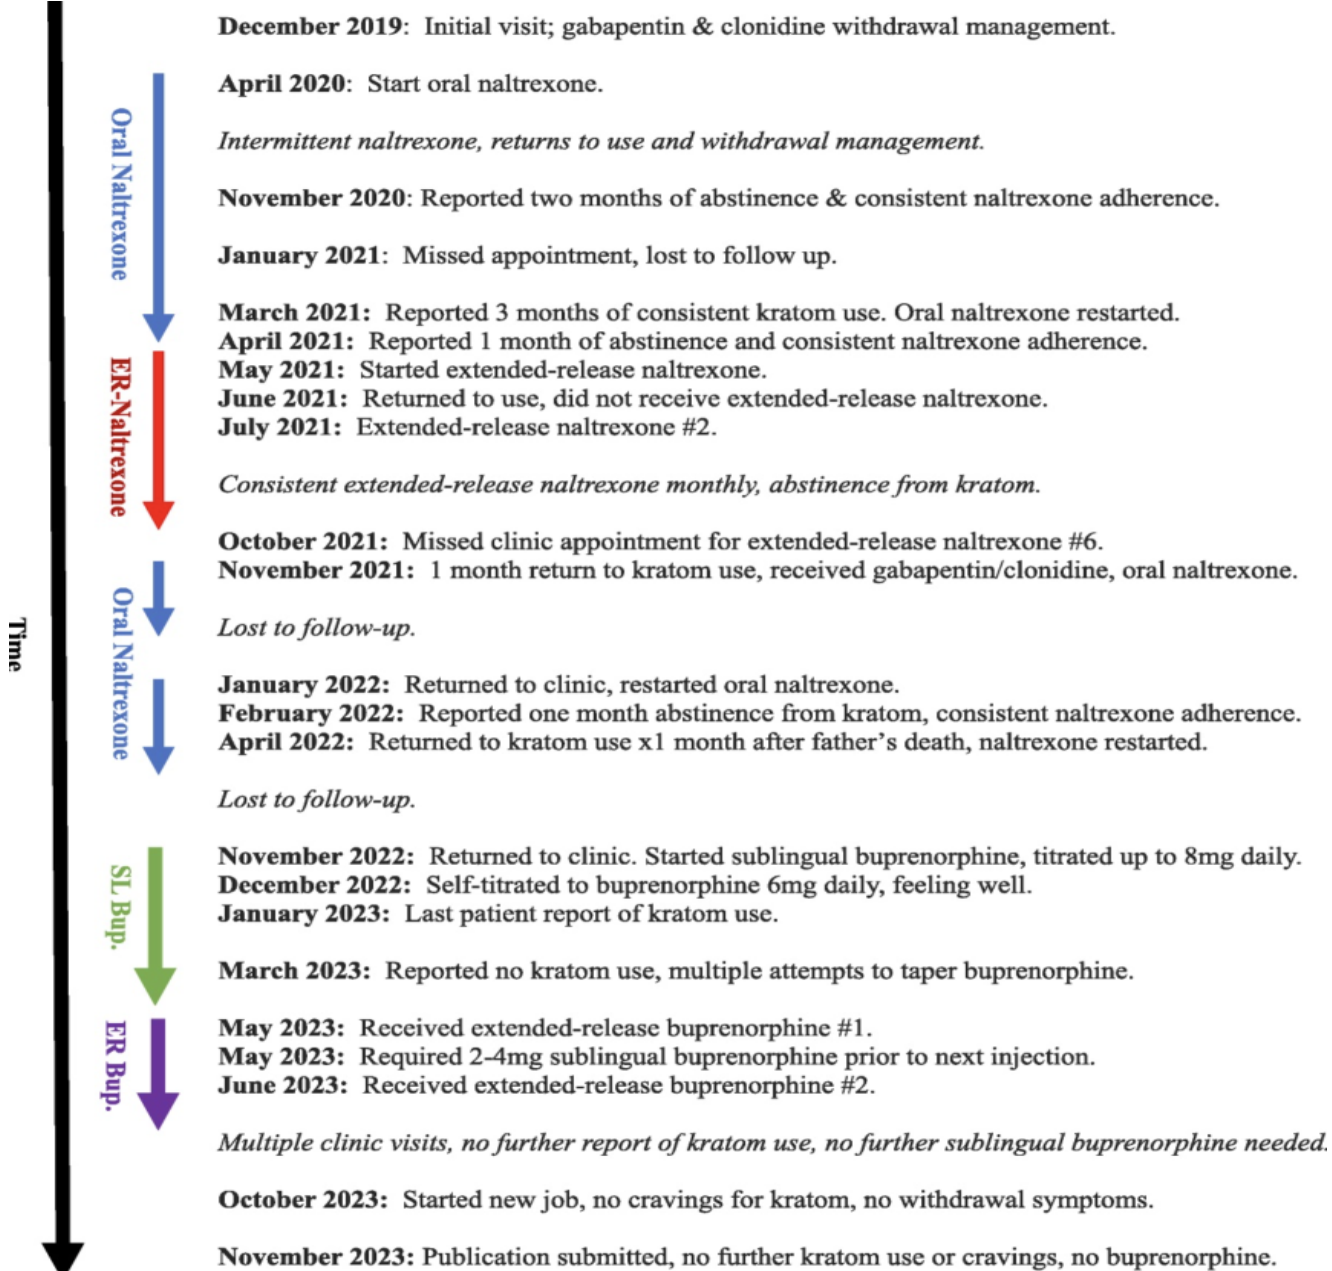 December 2019: Initial visit; gabapentin & clonidine withdrawal management.
April 2020: Start oral naltrexone.
Intermittent naltrexone, returns to use and withdrawal management.
November 2020: Reported two months of abstinence & consistent naltrexone adherence.
January 2021: Missed appointment, lost to follow up.
March 2021: Reported 3 months of consistent kratom use. Oral naltrexone restarted.
April 2021: Reported 1 month of abstinence and consistent naltrexone adherence.
May 2021: Started extended-release naltrexone.
June 2021: Returned to use, did not receive extended-release naltrexone.
July 2021: Extended-release naltrexone #2.
Consistent extended-release naltrexone monthly, abstinence from kratom.
October 2021: Missed clinic appointment for extended-release naltrexone #6.
November 2021: 1 month return to kratom use, received gabapentin/clonidine, oral naltrexone.
Lost to follow-up.
January 2022: Returned to clinic, restarted oral naltrexone.
February 2022: Reported one month abstinence from kratom, consistent naltrexone adherence.
April 2022: Returned to kratom use x1 month after father's death, naltrexone restarted.
Lost to follow-up.
November 2022: Returned to clinic. Started sublingual buprenorphine, titrated up to 8mg daily.
December 2022: Self-titrated to buprenorphine 6mg daily, feeling well.
January 2023: Last patient report of kratom use.
March 2023: Reported no kratom use, multiple attempts to taper buprenorphine.
May 2023: Received extended-release buprenorphine #1.
May 2023: Required 2-4mg sublingual buprenorphine prior to next injection.
June 2023: Received extended-release buprenorphine #2.
Multiple clinic visits, no further report of kratom use, no further sublingual buprenorphine needed.
October 2023: Started new job, no cravings for kratom, no withdrawal symptoms.
November 2023: Publication submitted, no further kratom use or cravings, no buprenorphine.
Time
Oral Naltrexone
ER-Naltrexone
Oral Naltrexone
SL Bup.
ER Bup.